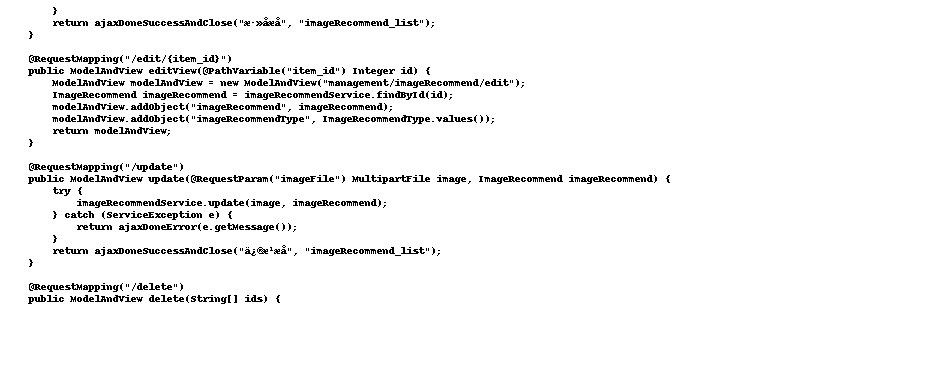 }
    return ajaxDoneSuccessAndClose("æ·»åæå", "imageRecommend_list");
}
@RequestMapping("/edit/{item_id}")
public ModelAndView editView(@PathVariable("item_id") Integer id) {
    ModelAndView modelAndView = new ModelAndView("management/imageRecommend/edit");
    ImageRecommend imageRecommend = imageRecommendService.findById(id);
    modelAndView.addObject("imageRecommend", imageRecommend);
    modelAndView.addObject("imageRecommendType", ImageRecommendType.values());
    return modelAndView;
}
@RequestMapping("/update")
public ModelAndView update(@RequestParam("imageFile") MultipartFile image, ImageRecommend imageRecommend) {
    try {
        imageRecommendService.update(image, imageRecommend);
    } catch (ServiceException e) {
        return ajaxDoneError(e.getMessage());
    }
    return ajaxDoneSuccessAndClose("ä¿®æ¹æå", "imageRecommend_list");
}
@RequestMapping("/delete")
public ModelAndView delete(String[] ids) {